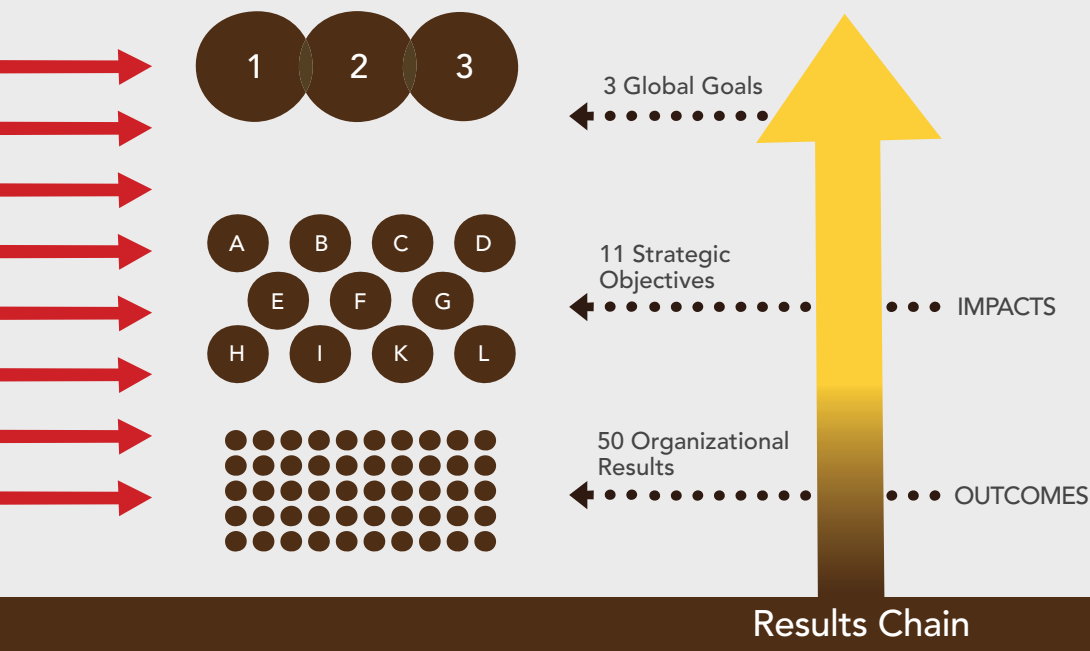 1 2 3
3 Global Goals
A B C D
E F G
H I K L
11 Strategic
Objectives
IMPACTS
50 Organizational
Results
OUTCOMES
Results Chain